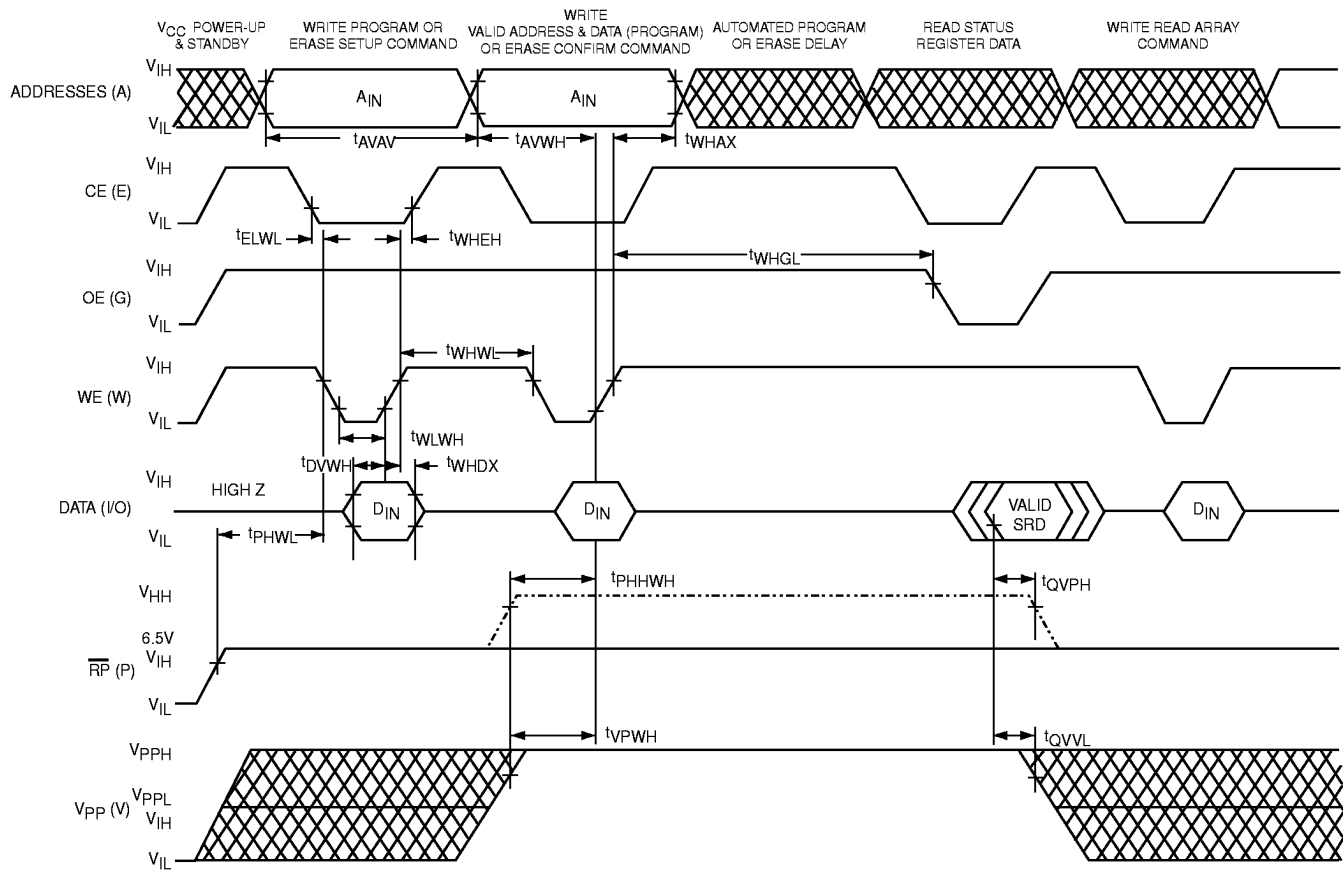 VCC POWER-UP
& STANDBY
WRITE PROGRAM OR
ERASE SETUP COMMAND
WRITE
VALID ADDRESS & DATA (PROGRAM)
OR ERASE CONFIRM COMMAND
AUTOMATED PROGRAM
OR ERASE DELAY
READ STATUS
REGISTER DATA
WRITE READ ARRAY
COMMAND
VIH
ADDRESSES (A)
AIN
AIN
VIL
tAVAV
tAVWH
tWHAX
VIH
CE (E)
VIL
tELWL
tWHEH
tWHGL
VIH
OE (G)
VIL
tWHWL
VIH
WE (W)
VIL
tWLWH
tDVWH
tWHDX
VIH
HIGH Z
DATA (I/O)
DIN
DIN
VALID
SRD
DIN
VIL
tPHWL
tPHHWH
tQVPH
VHH
6.5V
VIH
RP (P)
VIL
tVPWH
tQVVL
VPPH
VPPL
VPP (V)
VIH
VIL